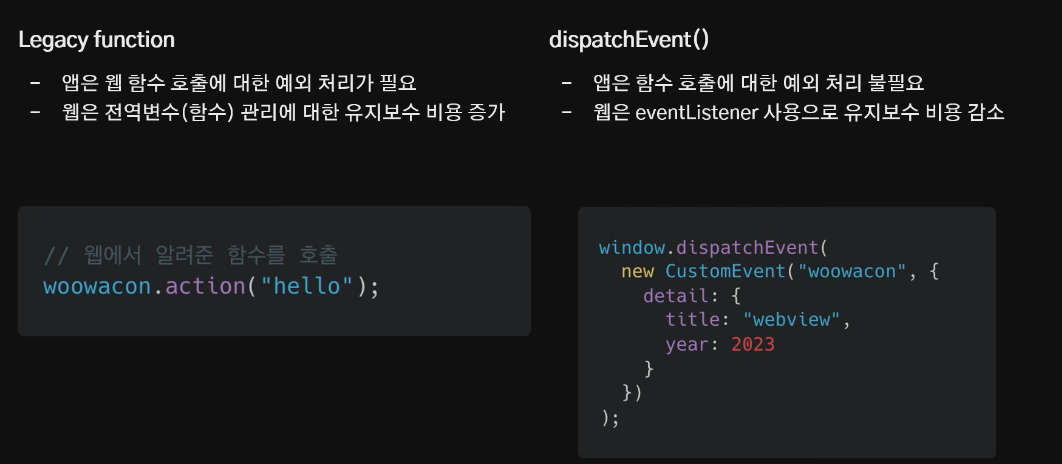 Legacy function
- 앱은 웹 함수 호출에 대한 예외 처리가 필요
- 웹은 전역변수(함수) 관리에 대한 유지보수 비용 증가
// 웹에서 알려준 함수를 호출
woowacon.action("hello");
dispatchEvent()
- 앱은 함수 호출에 대한 예외 처리 불필요
- 웹은 eventListener 사용으로 유지보수 비용 감소
window.dispatchEvent(
  new CustomEvent("woowacon", {
    detail: {
      title: "webview",
      year: 2023
    }
  })
);